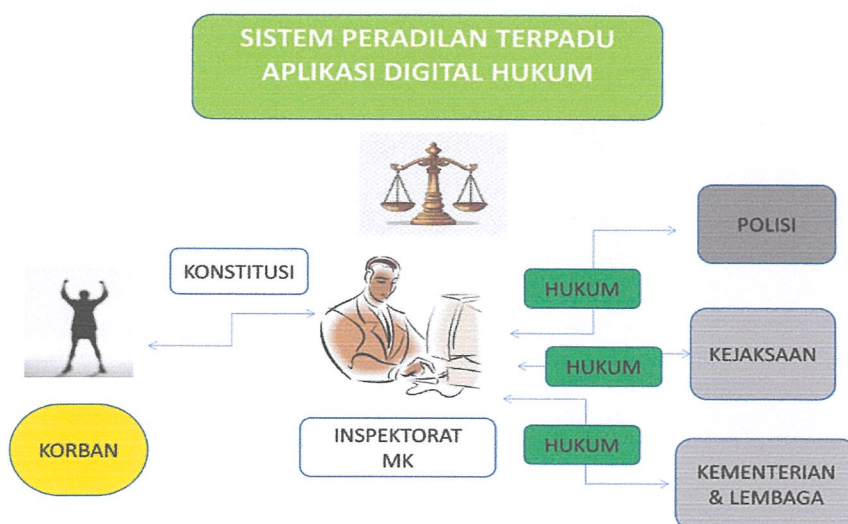 SISTEM PERADILAN TERPADU
APLIKASI DIGITAL HUKUM
POLISI
KONSTITUSI
HUKUM
HUKUM
KEJAKSAAN
KORBAN
INSPEKTORAT
MK
HUKUM
KEMENTERIAN
& LEMBAGA